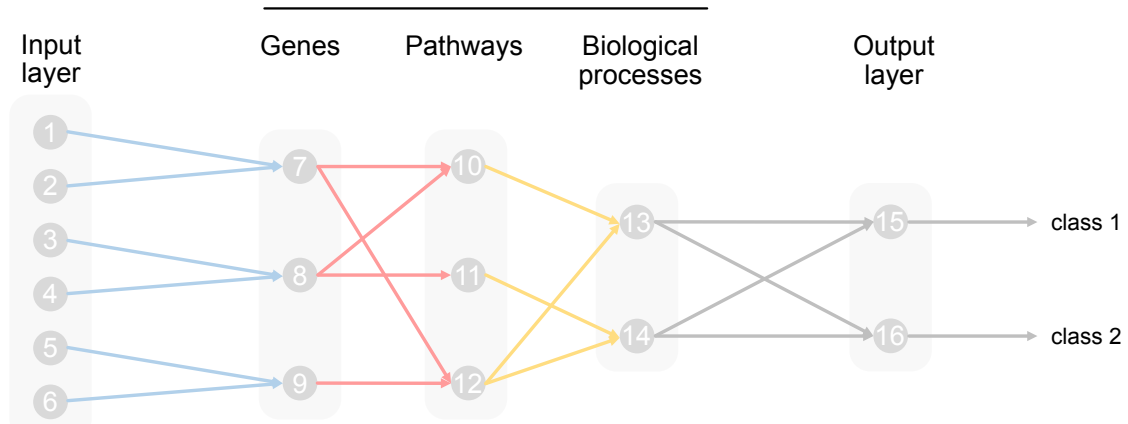 Input
layer
Genes
Pathways
Biological
processes
Output
layer
1
2
3
4
5
6
7
8
9
10
11
12
13
14
15
16
class 1
class 2